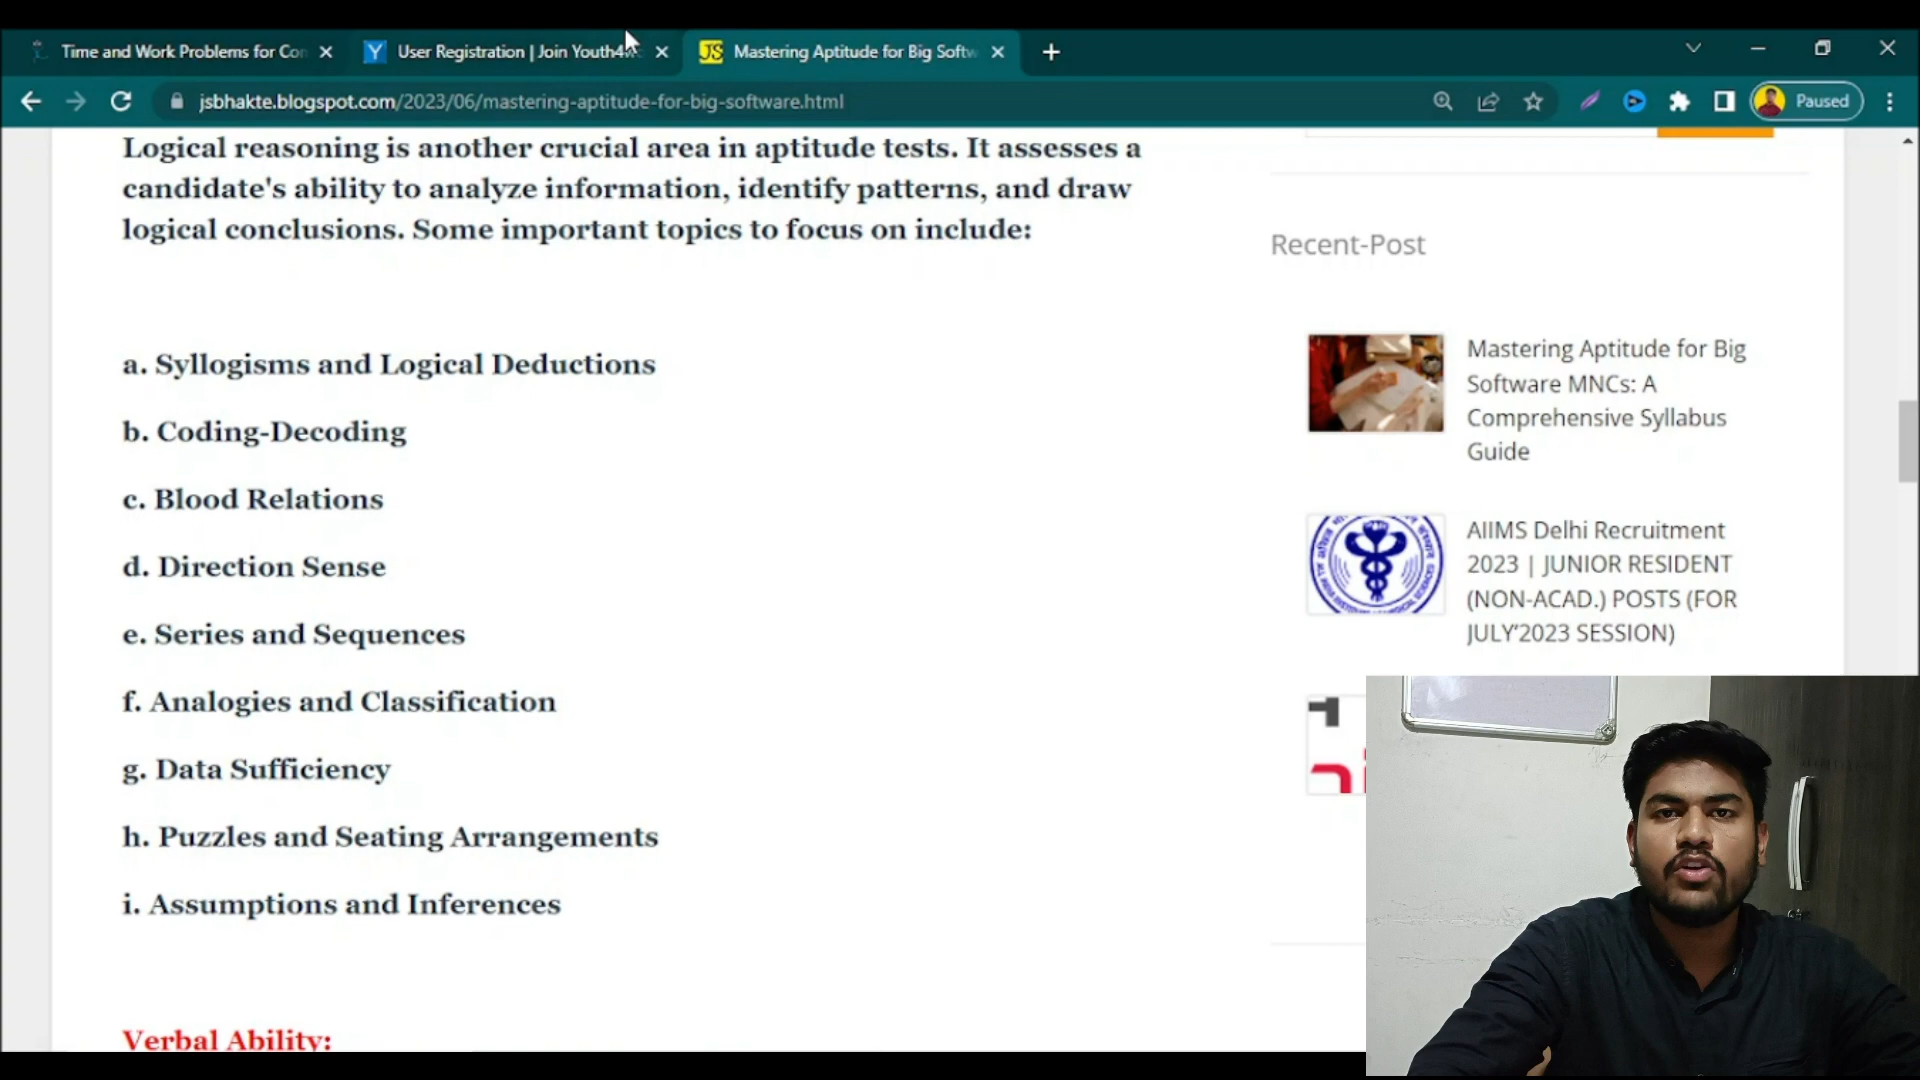 Time and Work Problems for Con
User Registration | Join Youth4
JS
Mastering Aptitude for Big Softw
jsbhakte.blogspot.com/2023/06/mastering-aptitude-for-big-software.html
Paused
Logical reasoning is another crucial area in aptitude tests. It assesses a
candidate's ability to analyze information, identify patterns, and draw
logical conclusions. Some important topics to focus on include:
a. Syllogisms and Logical Deductions
b. Coding-Decoding
c. Blood Relations
d. Direction Sense
e. Series and Sequences
f. Analogies and Classification
g. Data Sufficiency
h. Puzzles and Seating Arrangements
i. Assumptions and Inferences
Verbal Ability:
Recent-Post
Mastering Aptitude for Big
Software MNCs: A
Comprehensive Syllabus
Guide
AIIMS Delhi Recruitment
2023 | JUNIOR RESIDENT
(NON-ACAD.) POSTS (FOR
JULY'2023 SESSION)